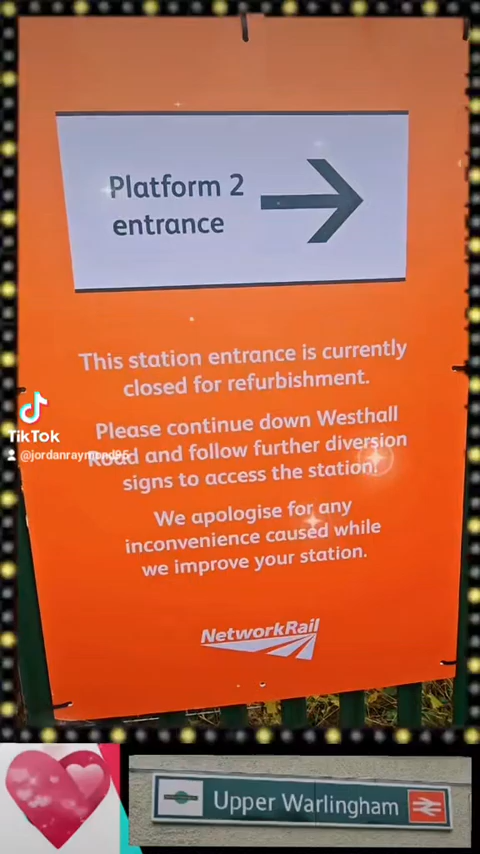 Platform 2
entrance
This station entrance is currently
closed for refurbishment.
Please continue down Westhall
Road and follow further diversion
signs to access the station.
We apologise for any
inconvenience caused while
we improve your station.
NetworkRail
TikTok
@jordanraymond95
Upper Warlingham